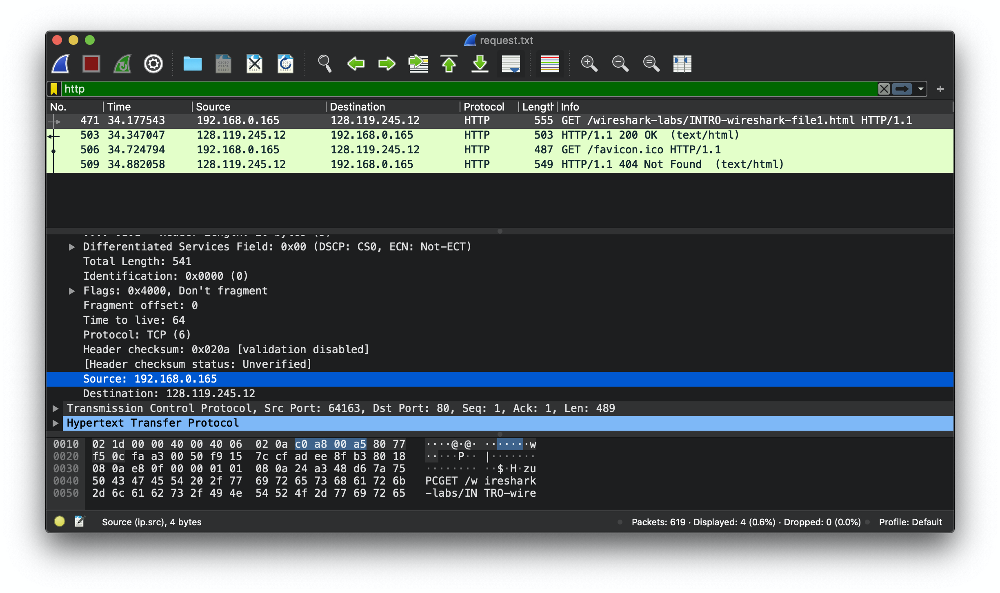 request.txt
http
No. Time Source Destination Protocol Length Info
471 34.177543 192.168.0.165 128.119.245.12 HTTP 555 GET /wireshark-labs/INTRO-wireshark-file1.html HTTP/1.1
503 34.347047 128.119.245.12 192.168.0.165 HTTP 503 HTTP/1.1 200 OK (text/html)
506 34.724794 192.168.0.165 128.119.245.12 HTTP 487 GET /favicon.ico HTTP/1.1
509 34.882058 128.119.245.12 192.168.0.165 HTTP 549 HTTP/1.1 404 Not Found (text/html)
Differentiated Services Field: 0x00 (DSCP: CS0, ECN: Not-ECT)
Total Length: 541
Identification: 0x0000 (0)
Flags: 0x4000, Don't fragment
Fragment offset: 0
Time to live: 64
Protocol: TCP (6)
Header checksum: 0x020a [validation disabled]
[Header checksum status: Unverified]
Source: 192.168.0.165
Destination: 128.119.245.12
Transmission Control Protocol, Src Port: 64163, Dst Port: 80, Seq: 1, Ack: 1, Len: 489
Hypertext Transfer Protocol
0010 02 1d 00 00 40 00 40 06 02 0a c0 a8 00 a5 80 77 ····@·@· ·······w
0020 f5 0c fa a3 00 50 f9 15 7c cf ad ee 8f b3 80 18 ·····P·· |·······
0030 08 0a e8 0f 00 00 01 01 08 0a 24 a3 48 d6 7a 75 ········ ··$·H·zu
0040 50 43 47 45 54 20 2f 77 69 72 65 73 68 61 72 6b PCGET /w ireshark
0050 2d 6c 61 62 73 2f 49 4e 54 52 4f 2d 77 69 72 65 -labs/IN TRO-wire
Source (ip.src), 4 bytes
Packets: 619 · Displayed: 4 (0.6%) · Dropped: 0 (0.0%) Profile: Default